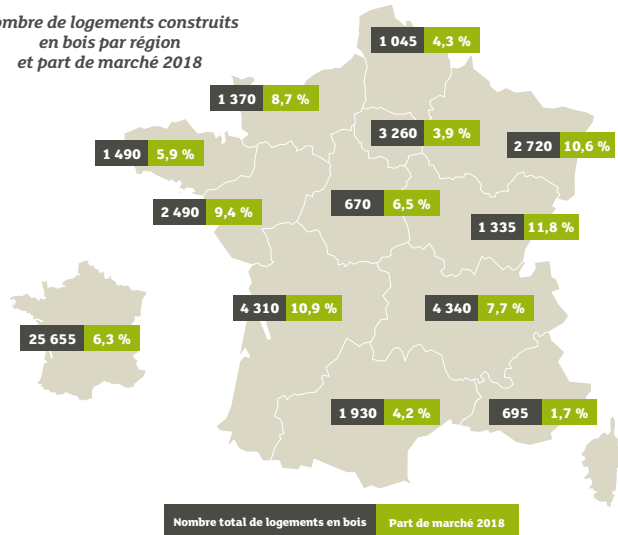 ombre de logements construits
en bois par région
et part de marché 2018
1 045 4,3 %
1 370 8,7 %
3 260 3,9 %
2 720 10,6 %
1 490 5,9 %
670 6,5 %
2 490 9,4 %
1 335 11,8 %
4 310 10,9 %
4 340 7,7 %
25 655 6,3 %
1 930 4,2 %
695 1,7 %
Nombre total de logements en bois Part de marché 2018